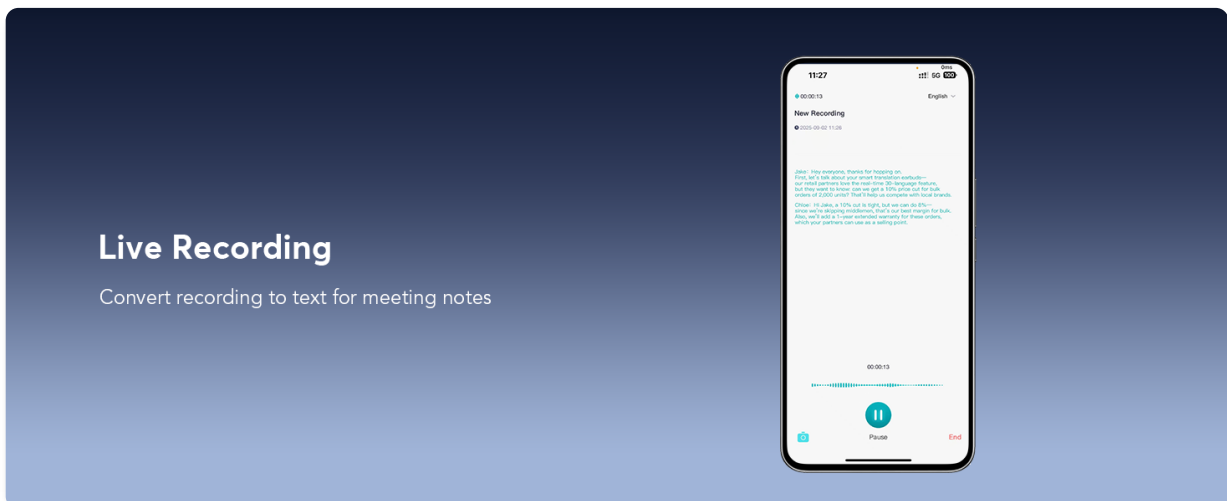 Live Recording
Convert recording to text for meeting notes
0ms
11:27
5G 100
00:00:13
English
New Recording
2025-09-02 11:26
Jake: Hey everyone, thanks for hopping on.
First, let's talk about your smart translation earbuds—
our retail partners love the real-time 30-language feature,
but they want to know: can we get a 10% price cut for bulk
orders of 2,000 units? That'll help us compete with local brands.
Chloe: Hi Jake, a 10% cut is tight, but we can do 8%—
since we're skipping middlemen, that's our best margin for bulk.
Also, we'll add a 1-year extended warranty for these orders,
which your partners can use as a selling point.
00:00:13
Pause
End